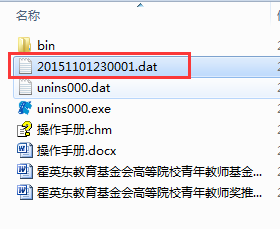 名称
bin
20151101230001.dat
unins000.dat
unins000.exe
操作手册.chm
操作手册.docx
霍英东教育基金会高等院校青年教师基金...
霍英东教育基金会高等院校青年教师奖推...